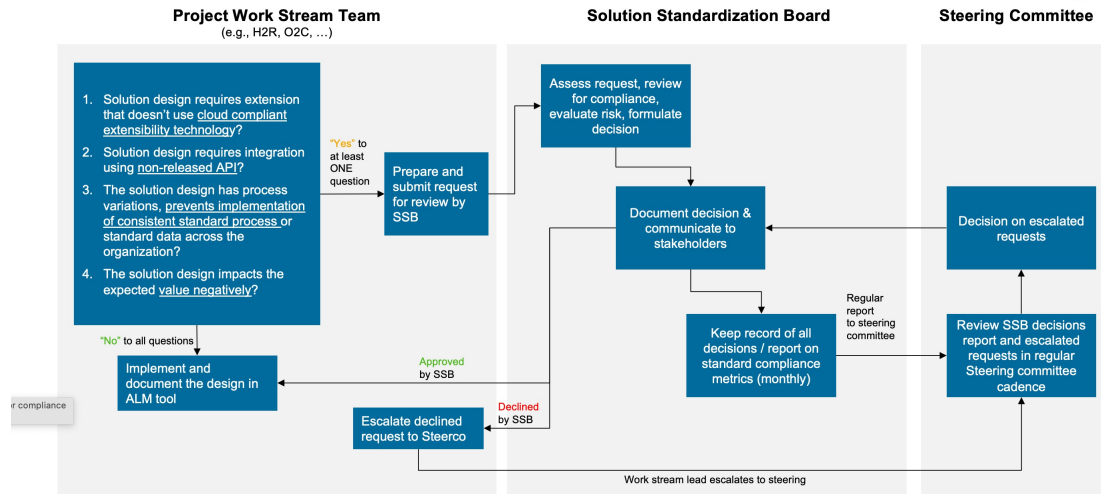 Project Work Stream Team
(e.g., H2R, O2C, …)
Solution Standardization Board
Steering Committee
1. Solution design requires extension
that doesn't use cloud compliant
extensibility technology?
2. Solution design requires integration
using non-released API?
3. The solution design has process
variations, prevents implementation
of consistent standard process or
standard data across the
organization?
4. The solution design impacts the
expected value negatively?
"Yes" to
at least
ONE
question
Prepare and
submit request
for review by
SSB
Assess request, review
for compliance,
evaluate risk, formulate
decision
Document decision &
communicate to
stakeholders
Decision on escalated
requests
"No" to all questions
Implement and
document the design in
ALM tool
Approved
by SSB
Declined
by SSB
Escalate declined
request to Steerco
Keep record of all
decisions / report on
standard compliance
metrics (monthly)
Regular
report
to steering
committee
Review SSB decisions
report and escalated
requests in regular
Steering committee
cadence
Work stream lead escalates to steering
or compliance